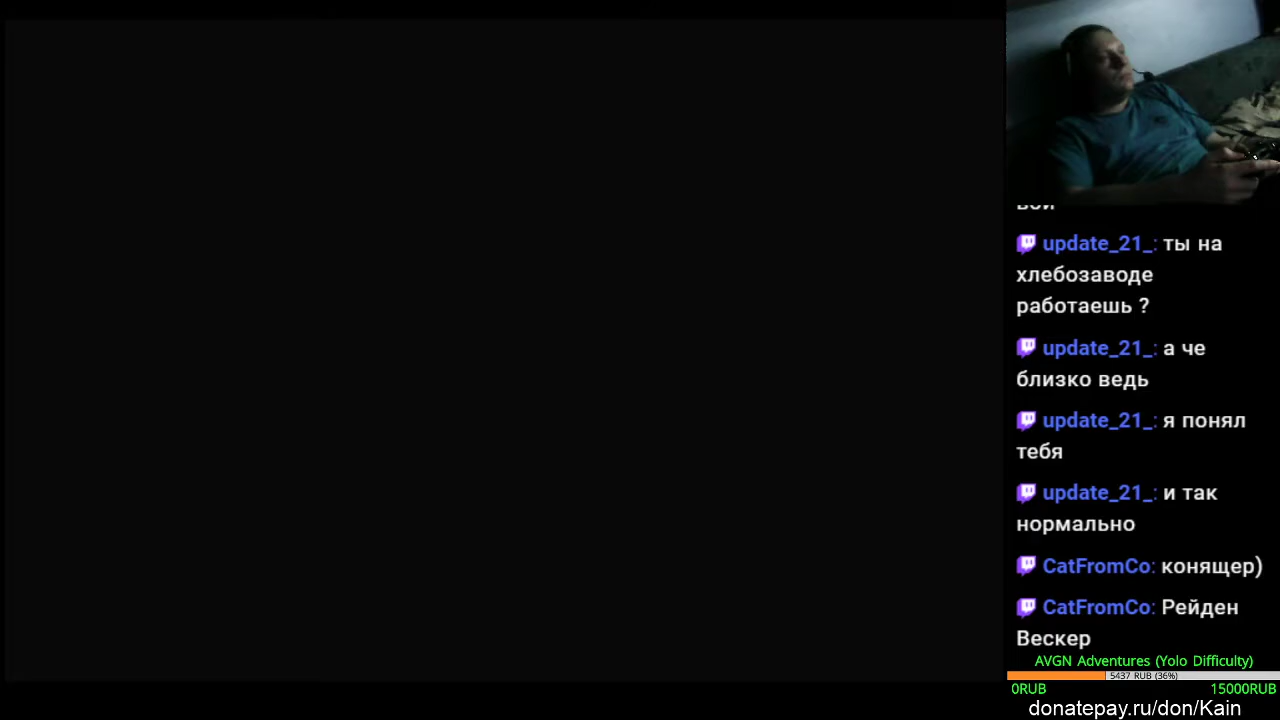 вой
update_21_: ты на
хлебозаводе
работаешь ?
update_21_: а че
близко ведь
update_21_: я понял
тебя
update_21_: и так
нормально
CatFromCo: конящер)
CatFromCo: Рейден
Вескер
AVGN Adventures (Yolo Difficulty)
5437 RUB (36%)
0RUB 15000RUB
donatepay.ru/don/Kain